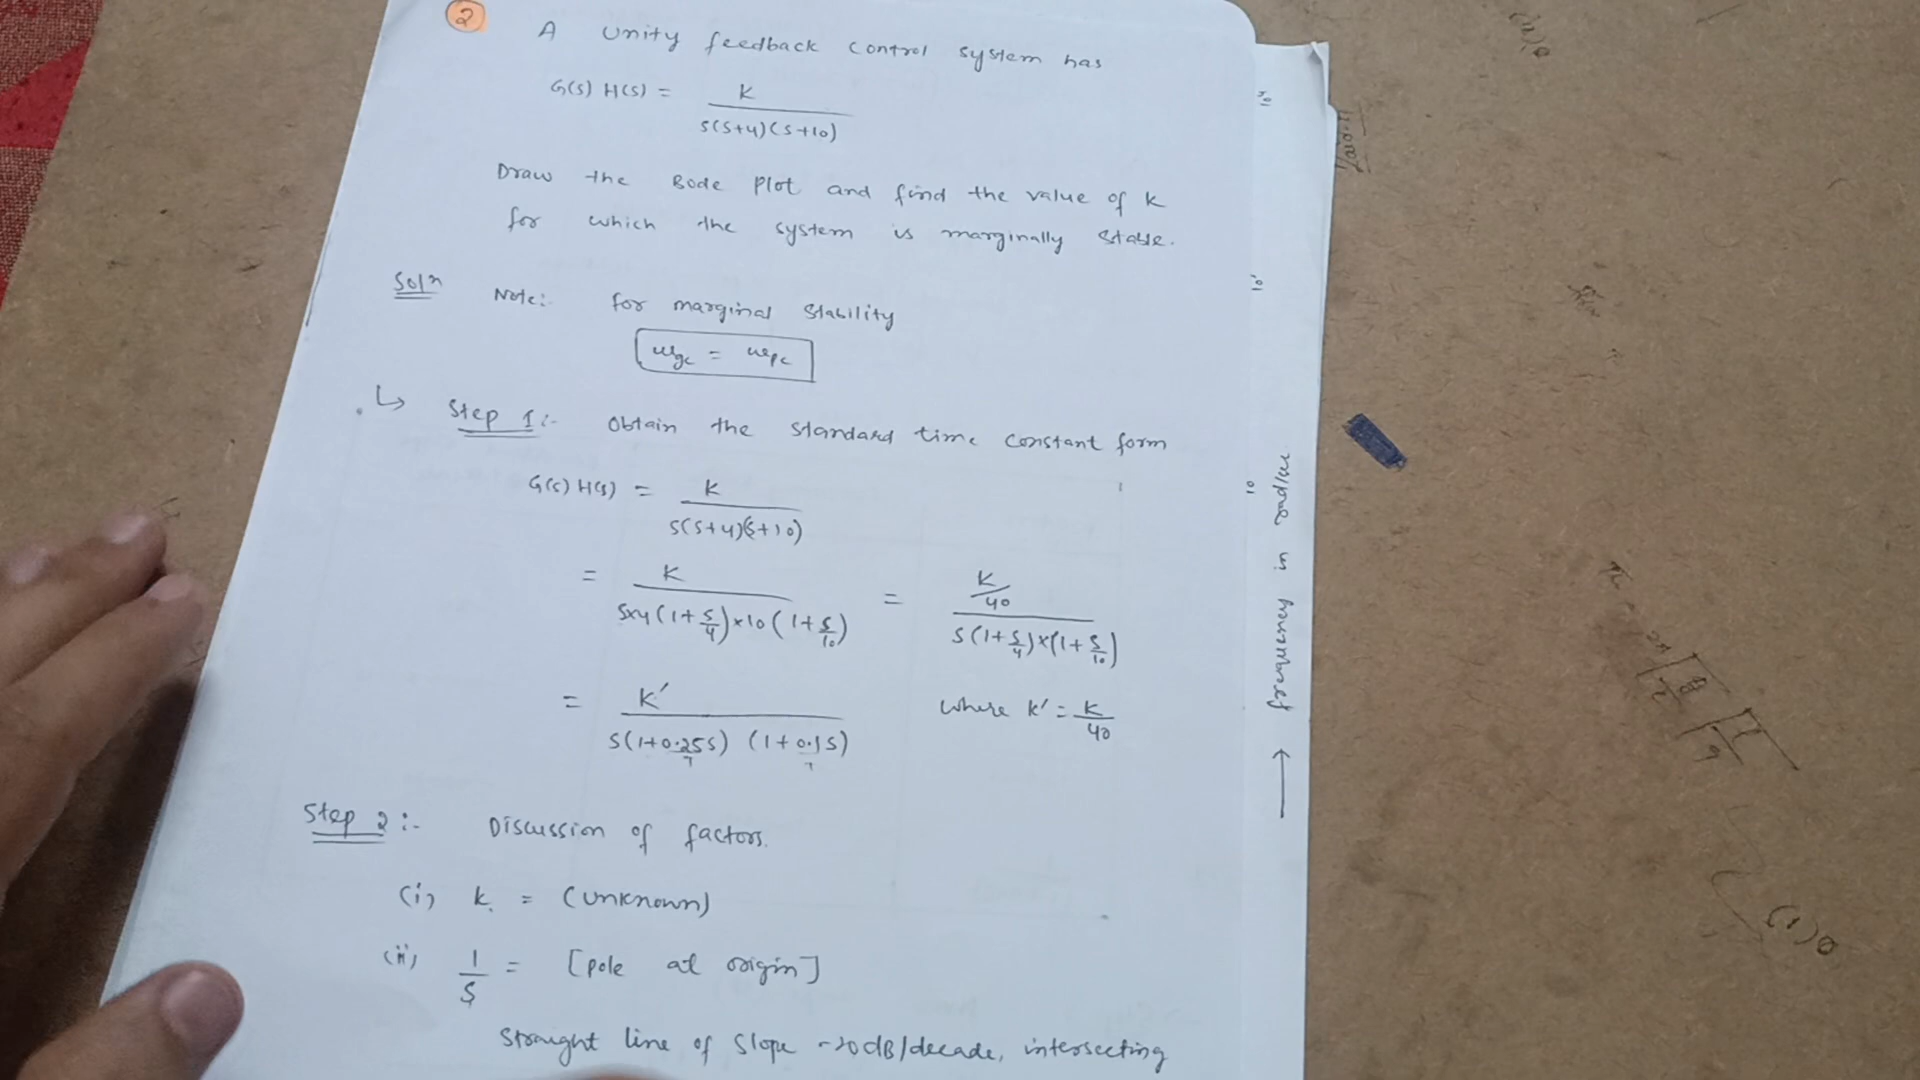 2
A unity feedback control system has
G(s) H(s) = K / s(s+4)(s+10)
Draw the Bode Plot and find the value of K
for which the system is marginally stable.
Solⁿ Note:- for marginal stability
ωgc = ωpc
↳ Step 1:- Obtain the standard time constant form
G(s) H(s) = K / s(s+4)(s+10)
= K / s×4(1+s/4)×10(1+s/10) = K/40 / s(1+s/4)×(1+s/10)
= K' / s(1+0.25s) (1+0.1s) where K' = K/40
Step 2:- Discussion of factors.
(i) K = (unknown)
(ii) 1/s = [pole at origin]
straight line of slope -20dB/decade, intersecting
→ frequency in rad/sec